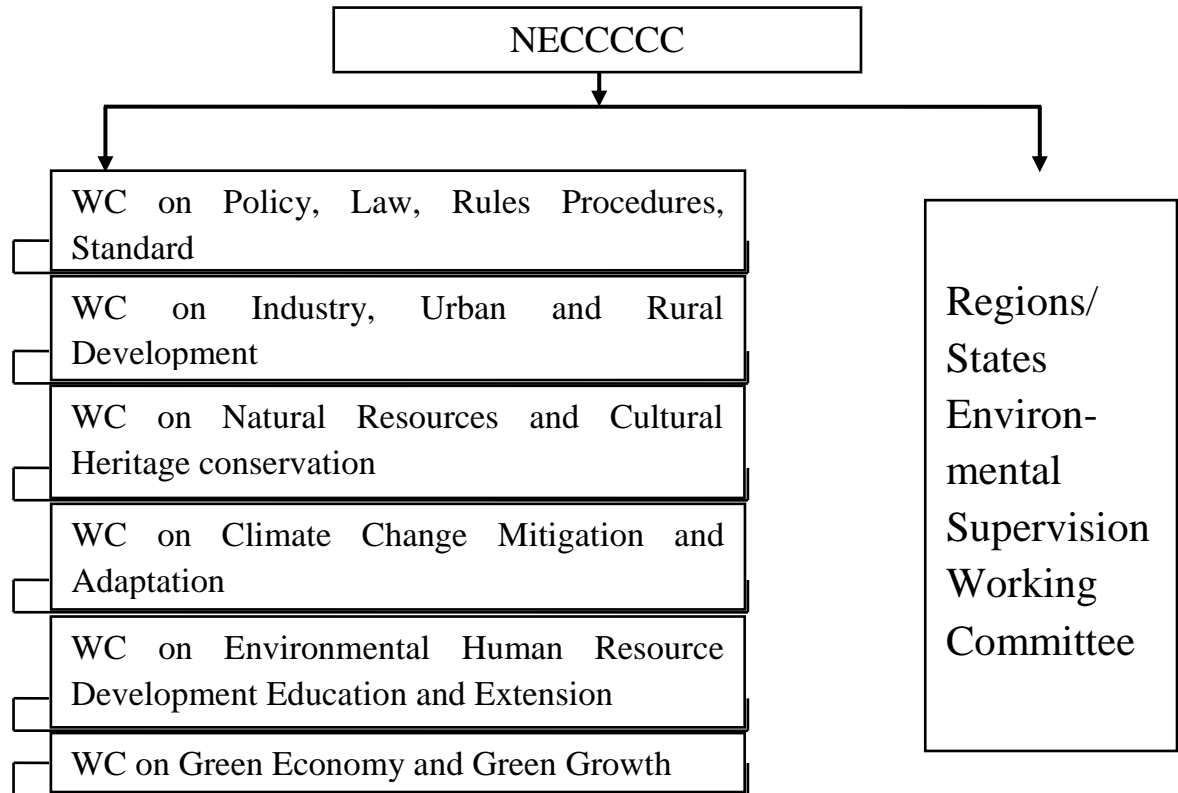 NECCCCC
WC on Policy, Law, Rules Procedures,
Standard
WC on Industry, Urban and Rural
Development
WC on Natural Resources and Cultural
Heritage conservation
WC on Climate Change Mitigation and
Adaptation
WC on Environmental Human Resource
Development Education and Extension
WC on Green Economy and Green Growth
Regions/
States
Environ-
mental
Supervision
Working
Committee